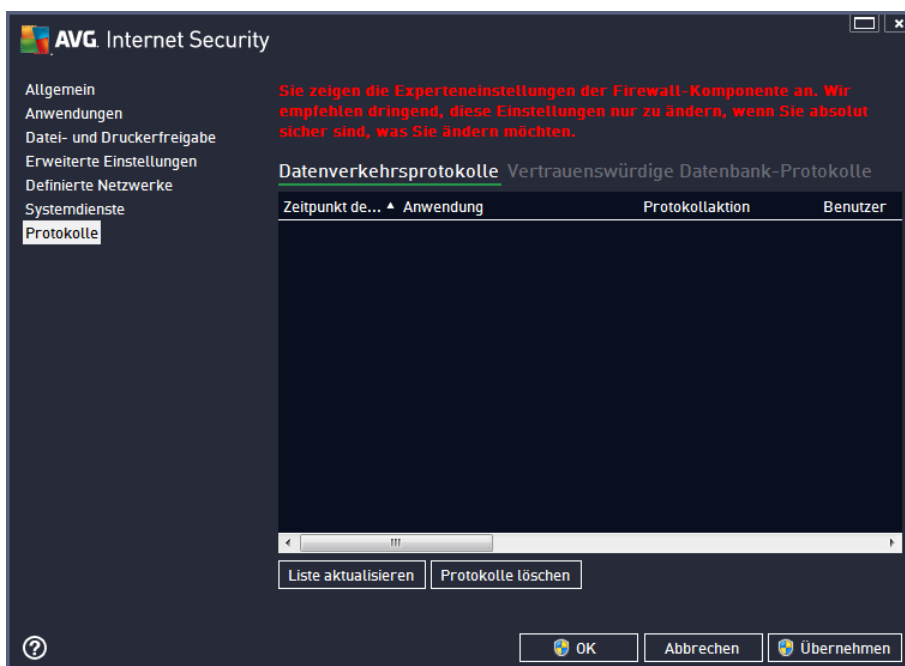 AVG. Internet Security
Allgemein
Anwendungen
Datei- und Druckerfreigabe
Erweiterte Einstellungen
Definierte Netzwerke
Systemdienste
Protokolle
Sie zeigen die Experteneinstellungen der Firewall-Komponente an. Wir
empfehlen dringend, diese Einstellungen nur zu ändern, wenn Sie absolut
sicher sind, was Sie ändern möchten.
Datenverkehrsprotokolle Vertrauenswürdige Datenbank-Protokolle
Zeitpunkt de... Anwendung Protokollaktion Benutzer
Liste aktualisieren Protokolle löschen
OK Abbrechen Übernehmen